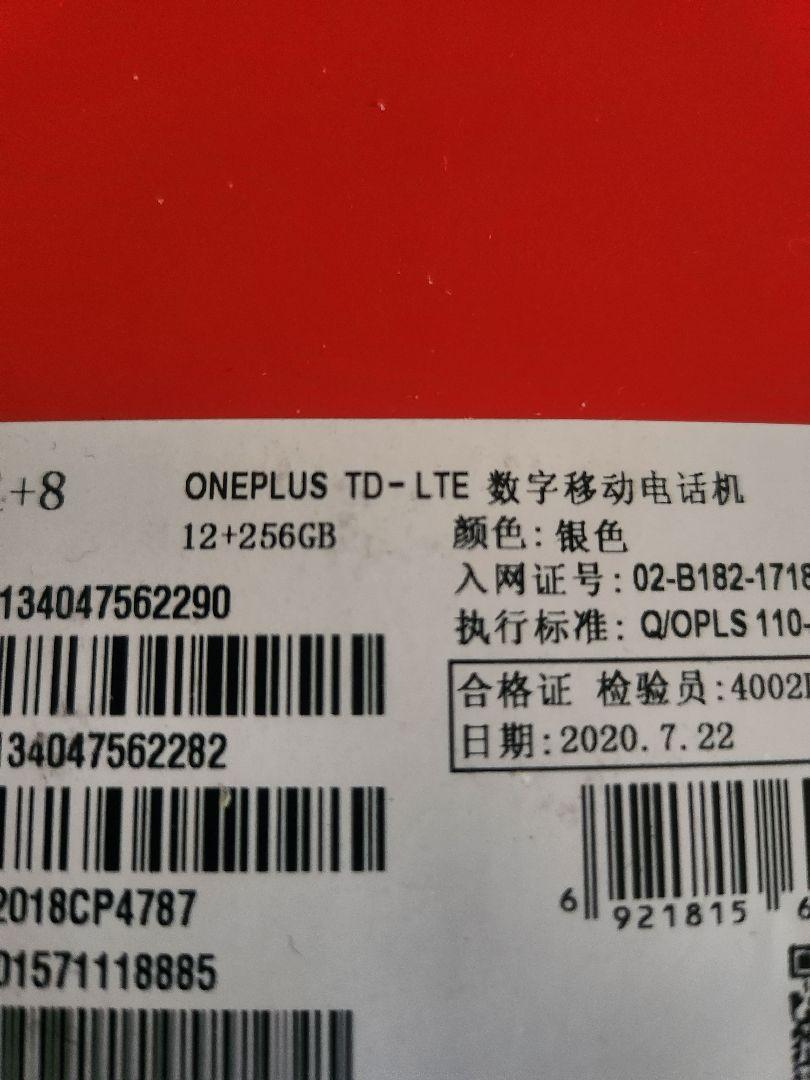 +8
ONEPLUS TD-LTE 数字移动电话机
12+256GB
颜色: 银色
入网证号: 02-B182-1718
执行标准: Q/OPLS 110-
合格证 检验员:4002
日期:2020.7.22
134047562290
134047562282
2018CP4787
01571118885
6 921815 6